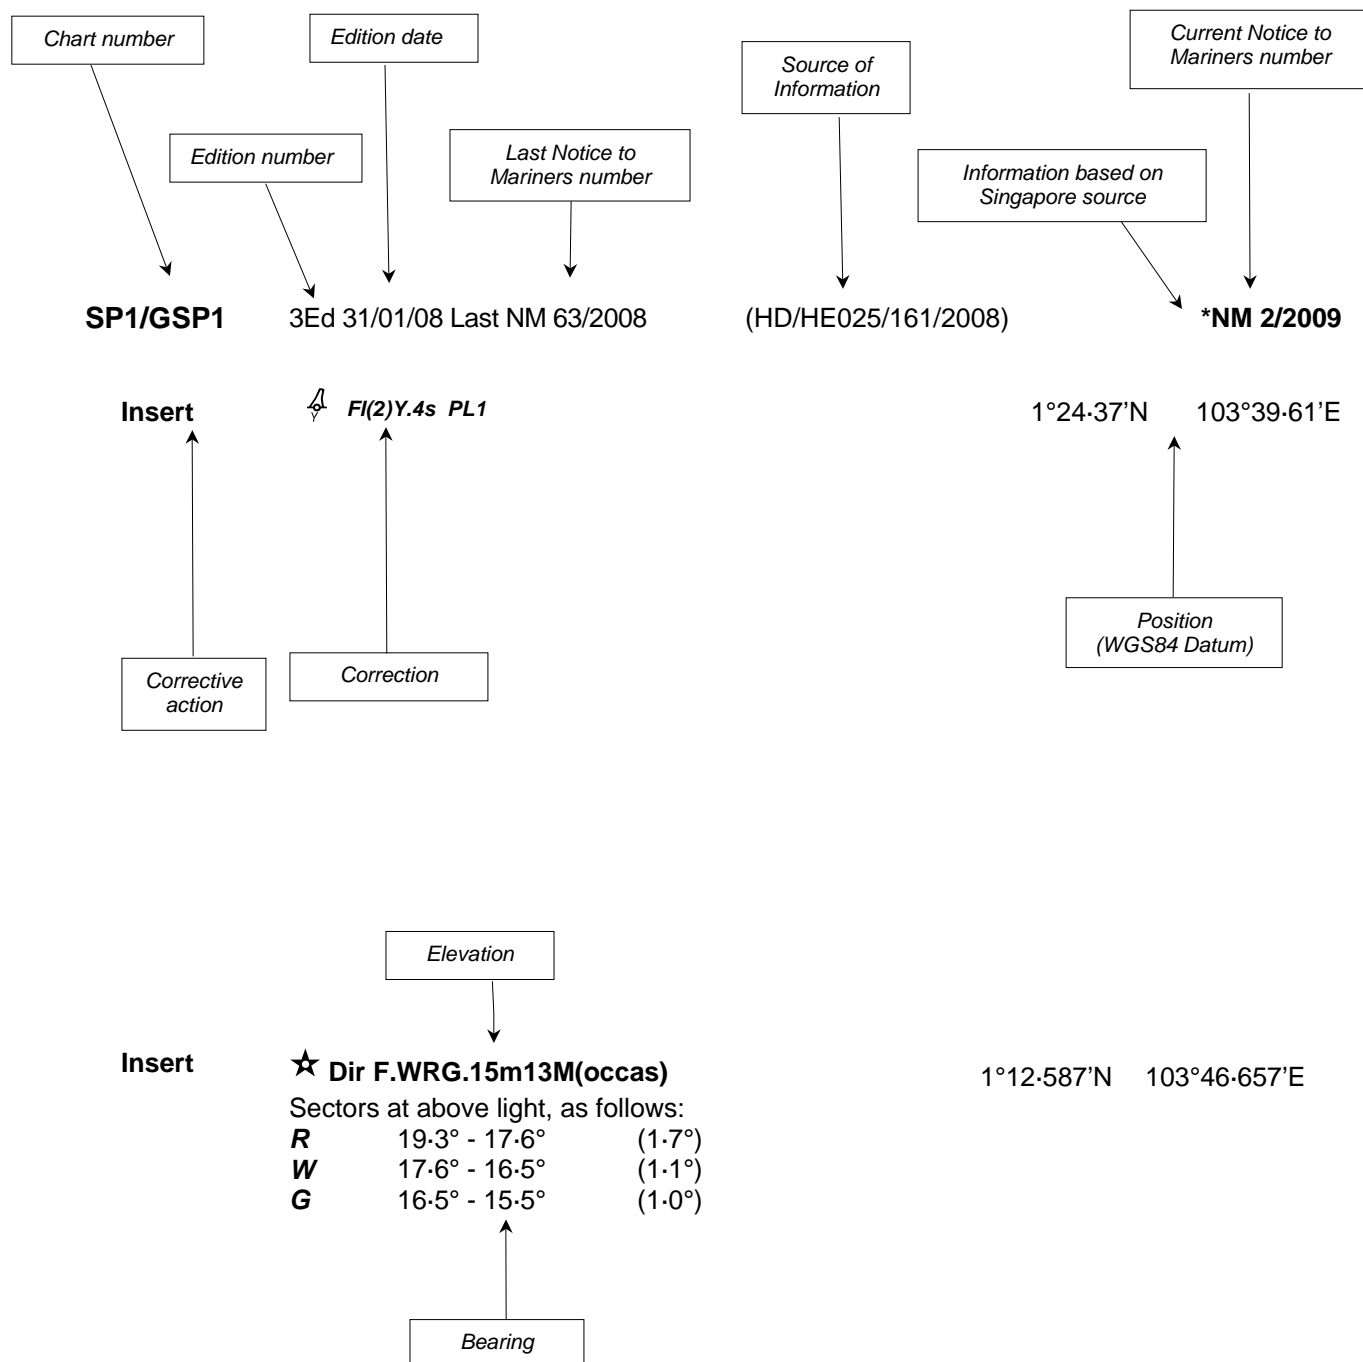 Chart number
Edition date
Current Notice to
Mariners number
Source of
Information
Edition number
Last Notice to
Mariners number
Information based on
Singapore source
SP1/GSP1 3Ed 31/01/08 Last NM 63/2008 (HD/HE025/161/2008) *NM 2/2009
Insert Fl(2)Y.4s PL1 1°24·37’N 103°39·61’E
Position
(WGS84 Datum)
Corrective
action
Correction
Elevation
Insert Dir F.WRG.15m13M(occas) 1°12·587’N 103°46·657’E
Sectors at above light, as follows:
R 19·3° - 17·6° (1·7°)
W 17·6° - 16·5° (1·1°)
G 16·5° - 15·5° (1·0°)
Bearing